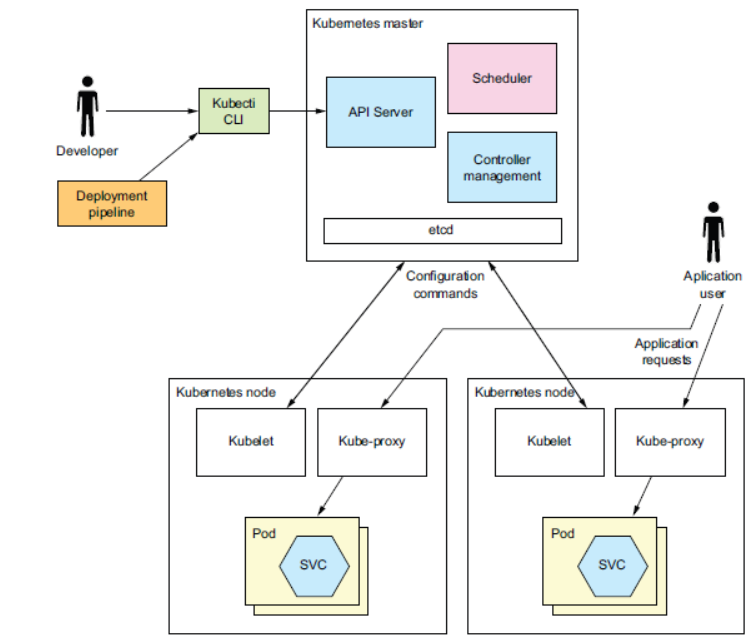 Kubernetes master
Scheduler
API Server
Kubecti
CLI
Developer
Controller
management
Deployment
pipeline
etcd
Configuration
commands
Aplication
user
Application
requests
Kubernetes node
Kubelet
Kube-proxy
Pod
SVC
Kubernetes node
Kubelet
Kube-proxy
Pod
SVC